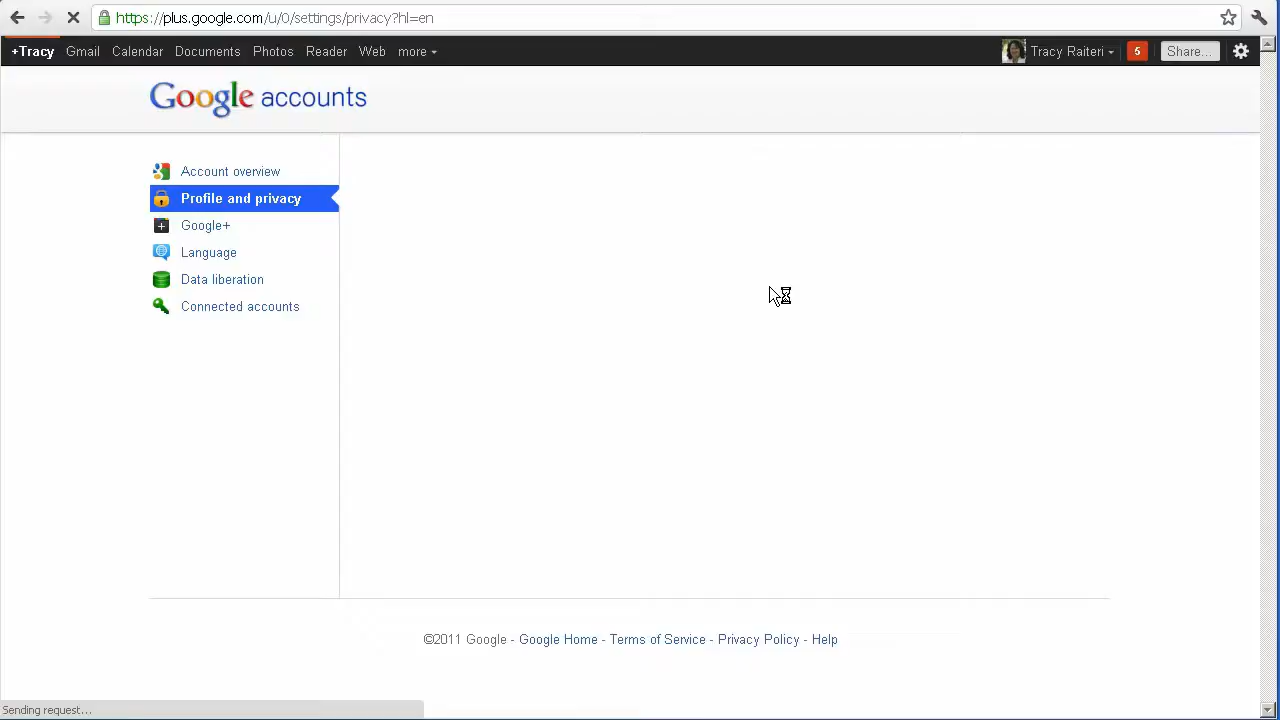 https://plus.google.com/u/0/settings/privacy?hl=en
+Tracy Gmail Calendar Documents Photos Reader Web more Tracy Raiteri 5 Share...
Google accounts
Account overview
Profile and privacy
Google+
Language
Data liberation
Connected accounts
©2011 Google - Google Home - Terms of Service - Privacy Policy - Help
Sending request...